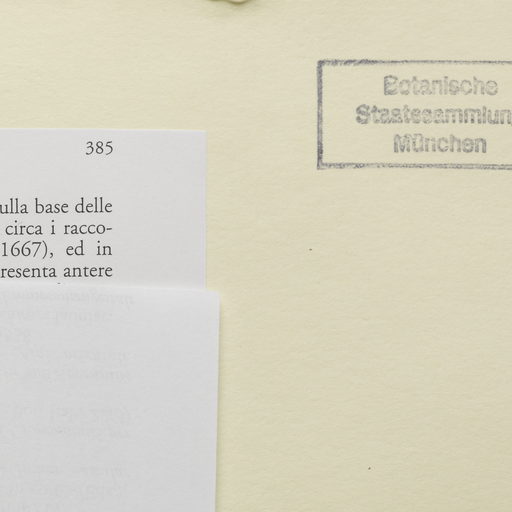 Botanische
Staatssammlun
München
385
ulla base delle
circa i racco-
1667), ed in
resenta antere